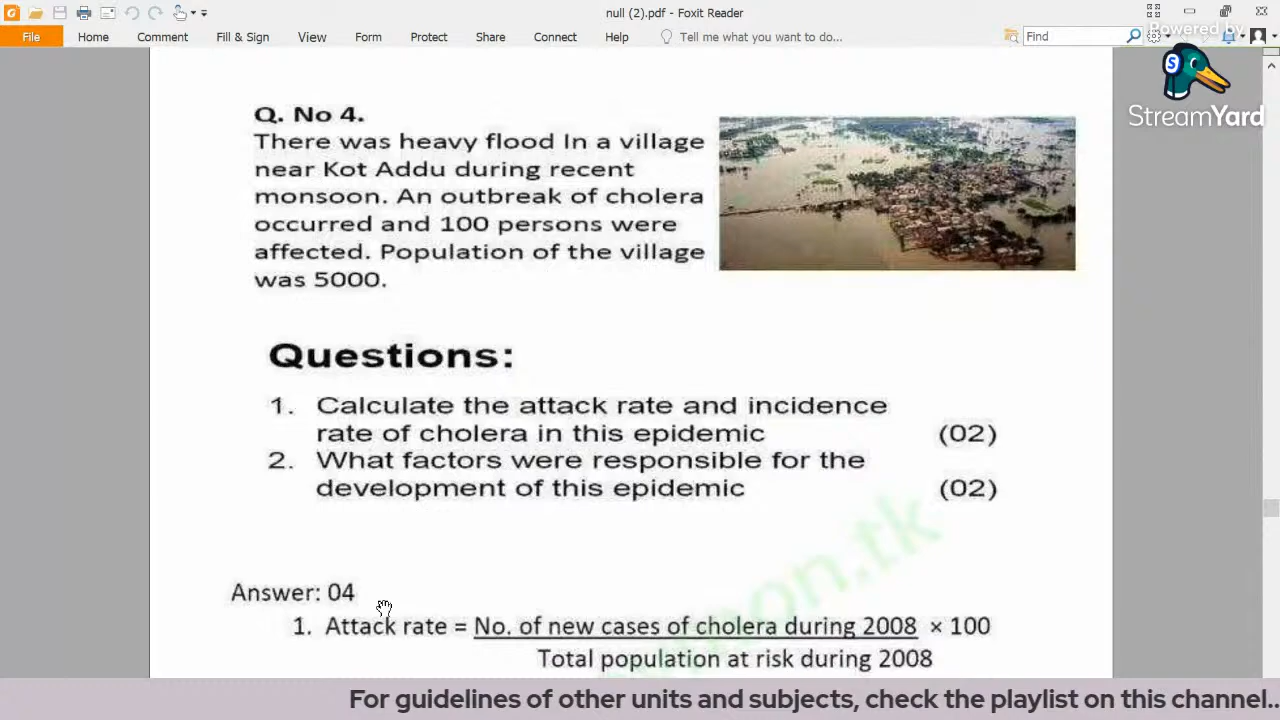 null (2).pdf - Foxit Reader
File Home Comment Fill & Sign View Form Protect Share Connect Help Tell me what you want to do... Find
Powered by
StreamYard
Q. No 4.
There was heavy flood In a village
near Kot Addu during recent
monsoon. An outbreak of cholera
occurred and 100 persons were
affected. Population of the village
was 5000.
Questions:
1. Calculate the attack rate and incidence
rate of cholera in this epidemic (02)
2. What factors were responsible for the
development of this epidemic (02)
Answer: 04
1. Attack rate = No. of new cases of cholera during 2008 × 100
Total population at risk during 2008
For guidelines of other units and subjects, check the playlist on this channel..